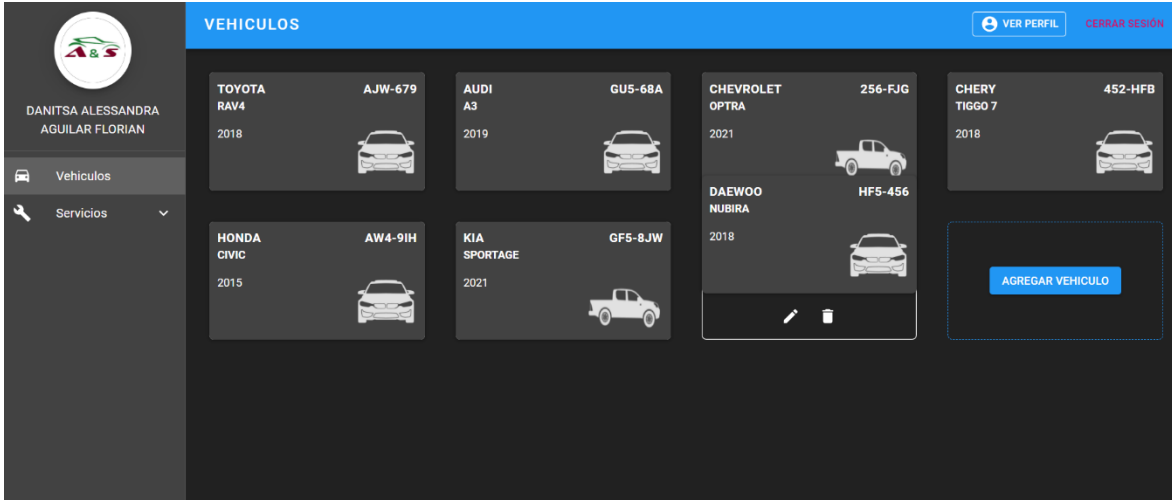 A & S
DANITSA ALESSANDRA
AGUILAR FLORIAN
Vehiculos
Servicios
VEHICULOS
VER PERFIL
CERRAR SESIÓN
TOYOTA AJW-679
RAV4
2018
AUDI GU5-68A
A3
2019
CHEVROLET 256-FJG
OPTRA
2021
CHERY 452-HFB
TIGGO 7
2018
HONDA AW4-9IH
CIVIC
2015
KIA GF5-8JW
SPORTAGE
2021
DAEWOO HF5-456
NUBIRA
2018
AGREGAR VEHICULO